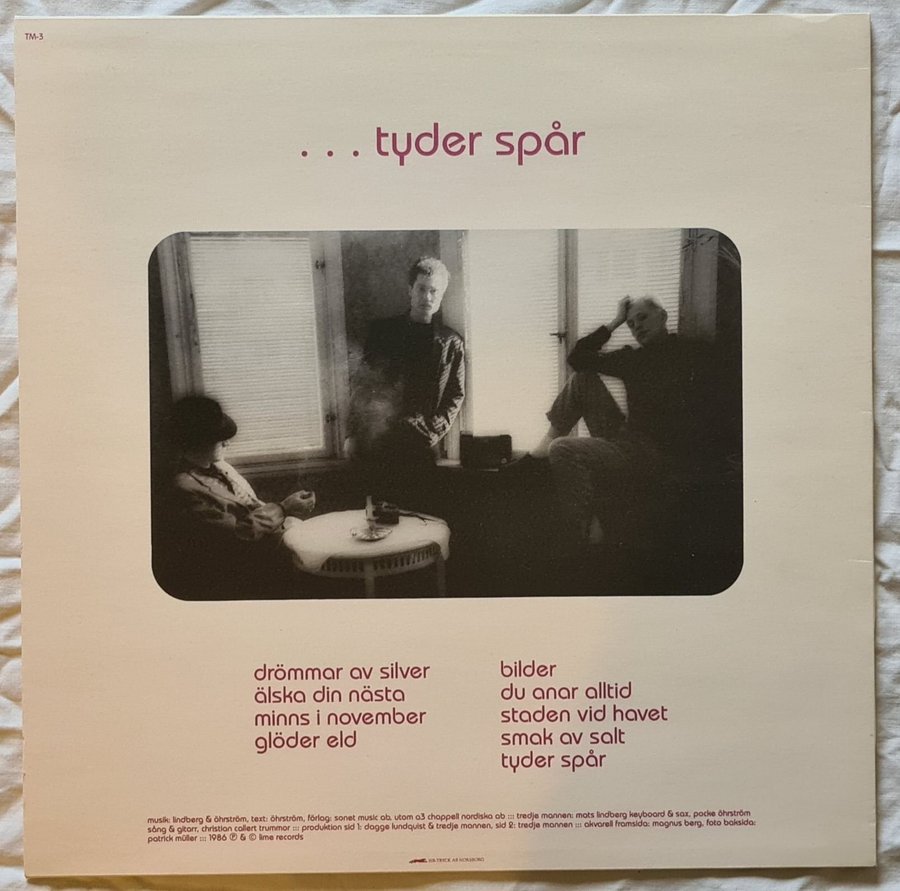 TM-3
. . . tyder spår
drömmar av silver
älska din nästa
minns i november
glöder eld
bilder
du anar alltid
staden vid havet
smak av salt
tyder spår
musik: lindberg & öhrström, text: öhrström, förlag: sonet music ab, utom a3 chappell nordiska ab ::: tredje mannen: mats lindberg keyboard & sax, packe öhrström
sång & gitarr, christian callert trummor ::: produktion sid 1: dagge lundquist & tredje mannen, sid 2: tredje mannen ::: akvarell framsida: magnus berg, foto baksida:
patrick müller ::: 1986 ℗ & © lime records